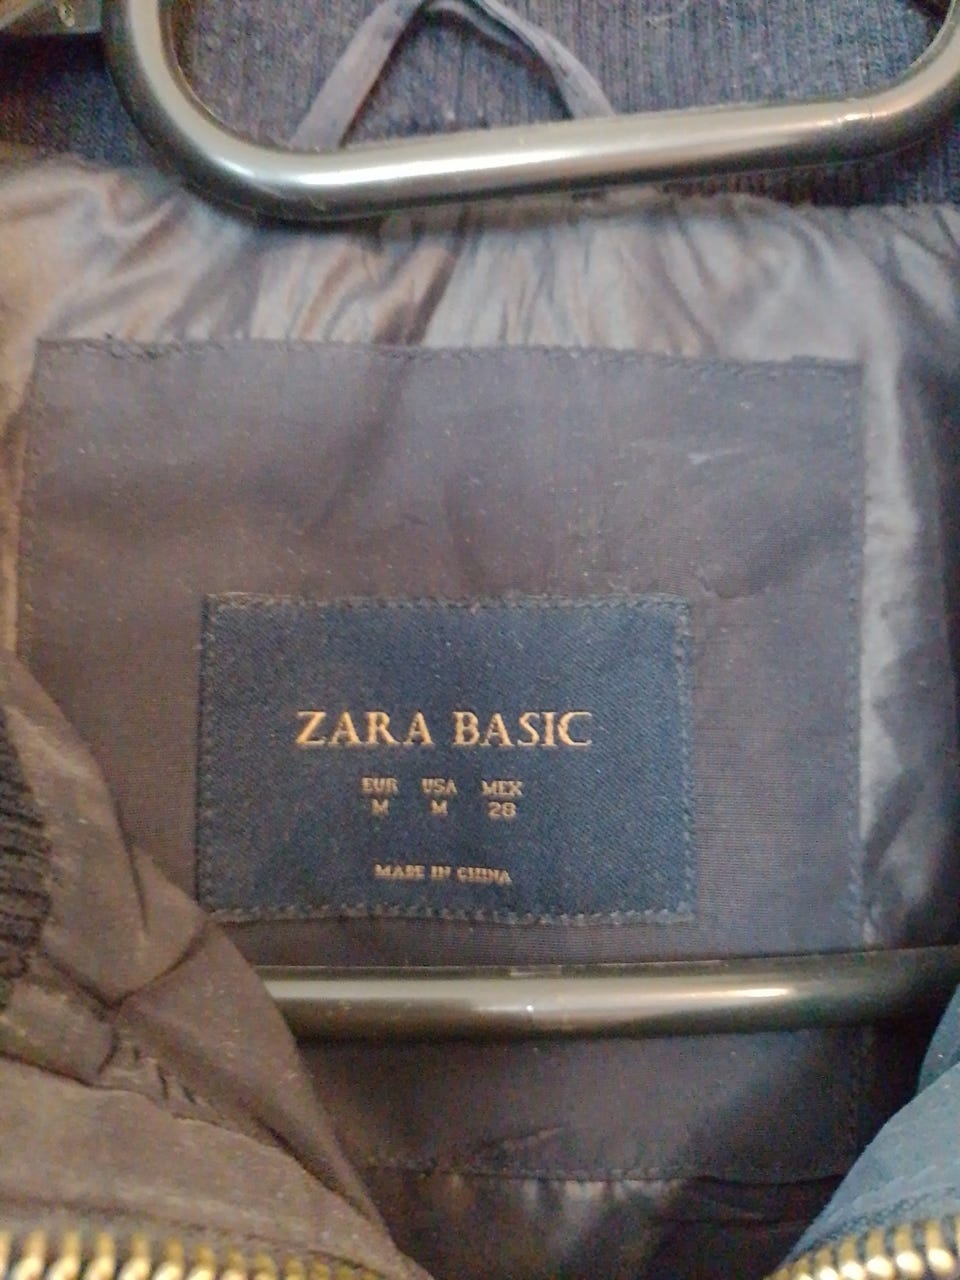 ZARA BASIC
EUR USA MEX
M M 28
MADE IN CHINA